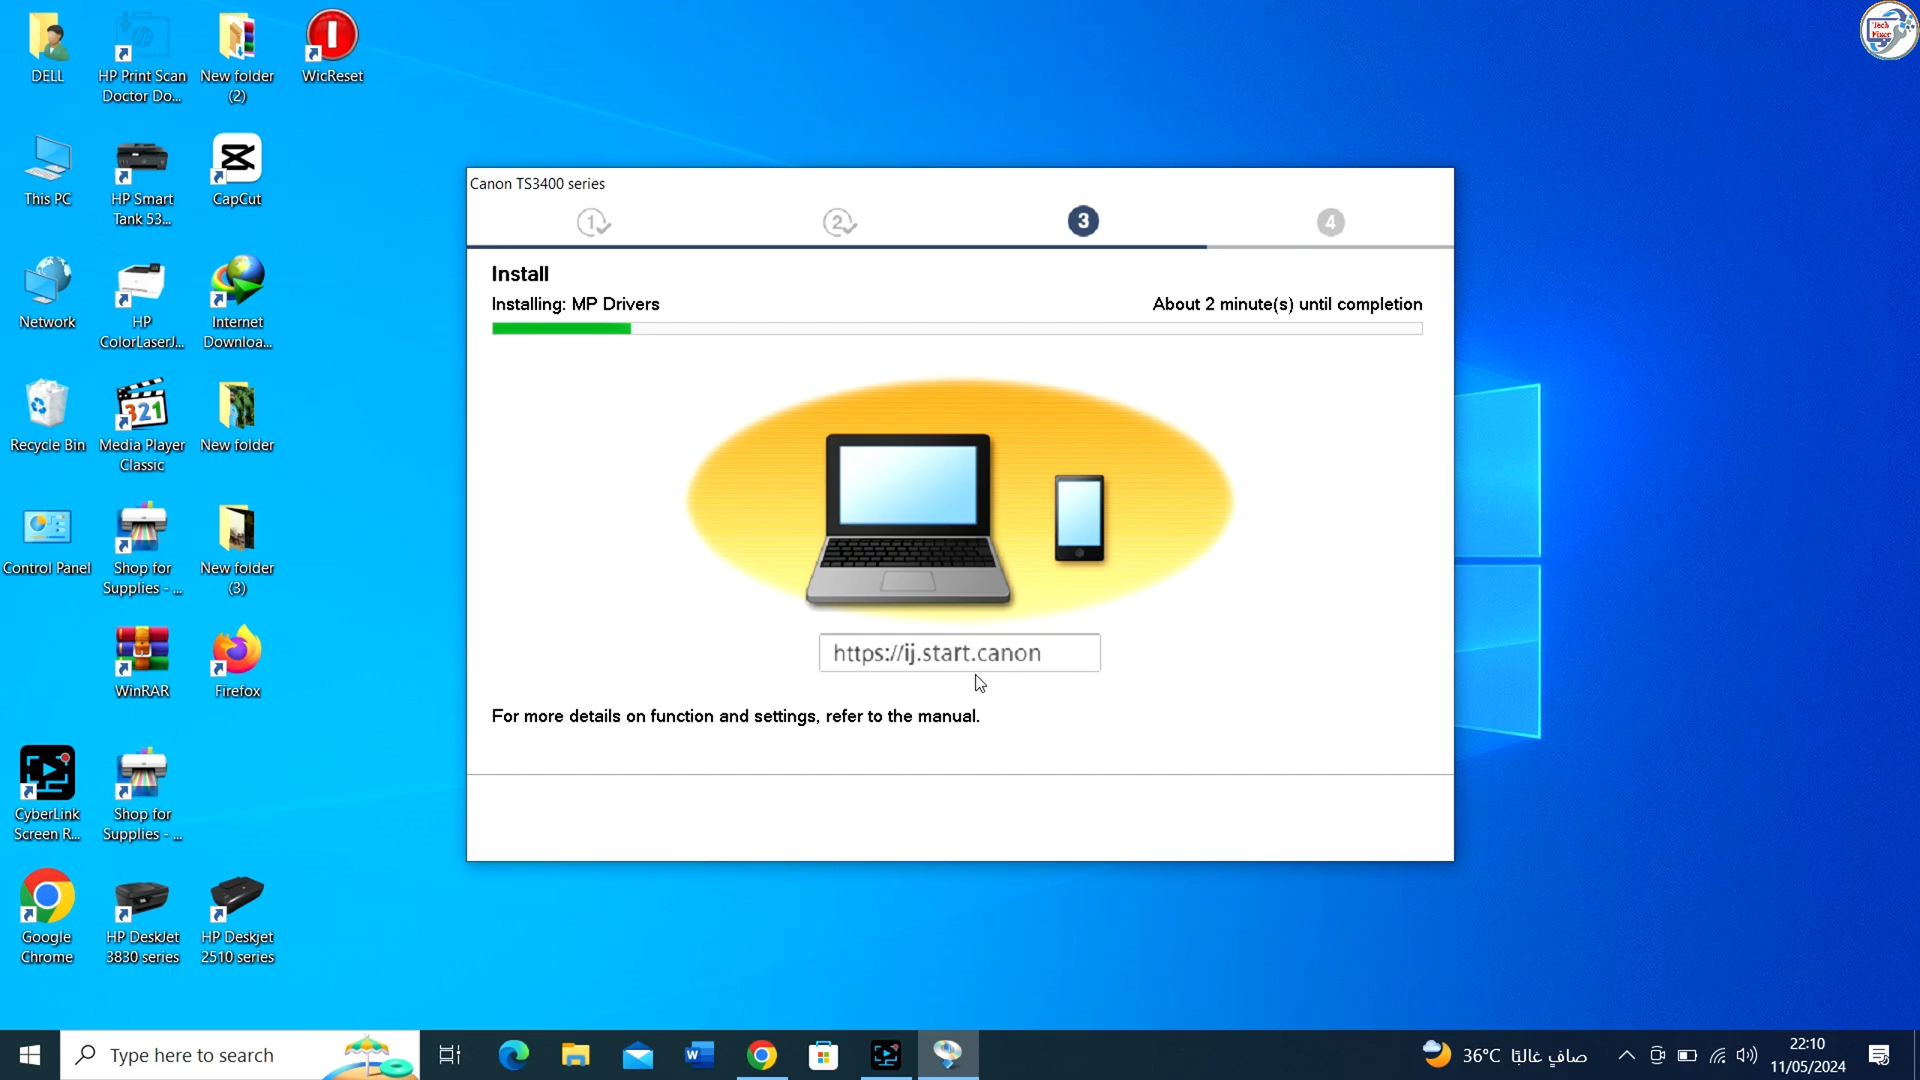 DELL
HP Print Scan
Doctor Do...
New folder
(2)
WicReset
This PC
HP Smart
Tank 53...
CapCut
Network
HP
ColorLaserJ...
Internet
Downloa...
Recycle Bin
Media Player
Classic
321
New folder
Control Panel
Shop for
Supplies - ...
New folder
(3)
WinRAR
Firefox
CyberLink
Screen R...
Shop for
Supplies - ...
Google
Chrome
HP DeskJet
3830 series
HP Deskjet
2510 series
Tech
Fixer
Canon TS3400 series
1
2
3
4
Install
Installing: MP Drivers
About 2 minute(s) until completion
https://ij.start.canon
For more details on function and settings, refer to the manual.
Type here to search
36°C صافٍ غالبًا
22:10
11/05/2024